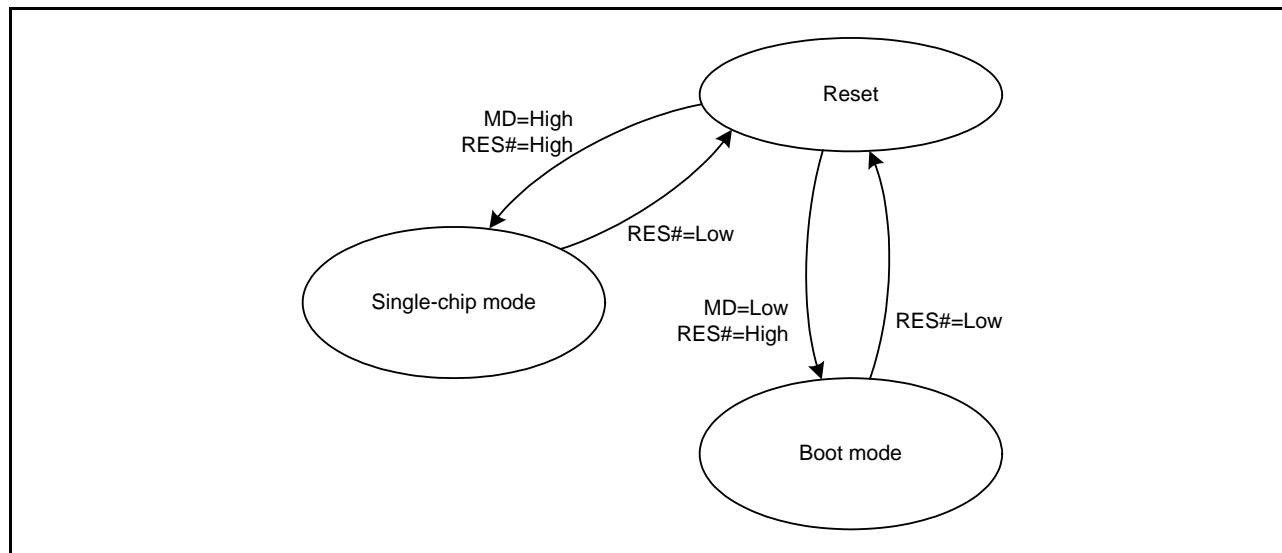 Reset
MD=High
RES#=High
RES#=Low
Single-chip mode
MD=Low
RES#=High
RES#=Low
Boot mode